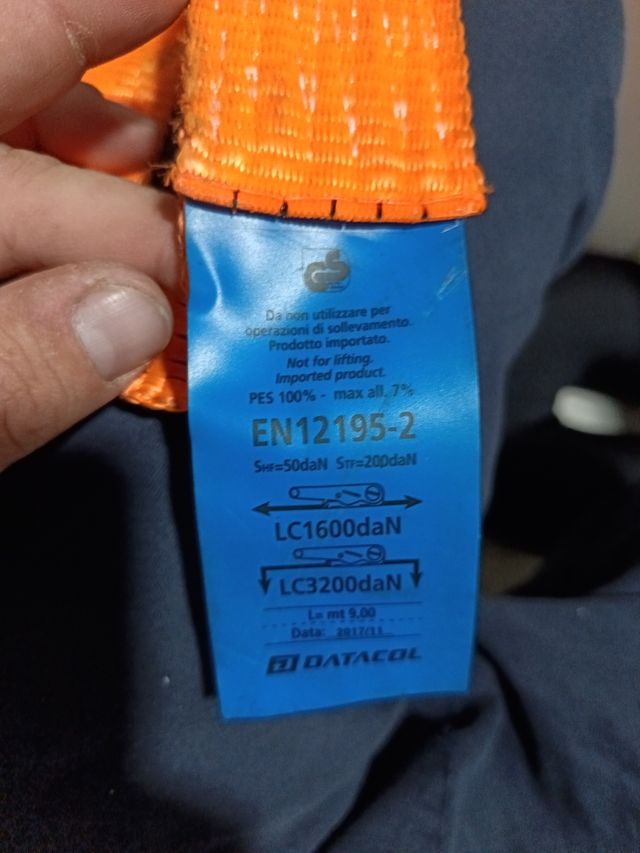 GS
Da non utilizzare per
operazioni di sollevamento.
Prodotto importato.
Not for lifting.
Imported product.
PES 100% - max all. 7%
EN12195-2
SHF=50daN STF=200daN
LC1600daN
LC3200daN
L= mt 9.00
Data: 2017/11
DATACOL